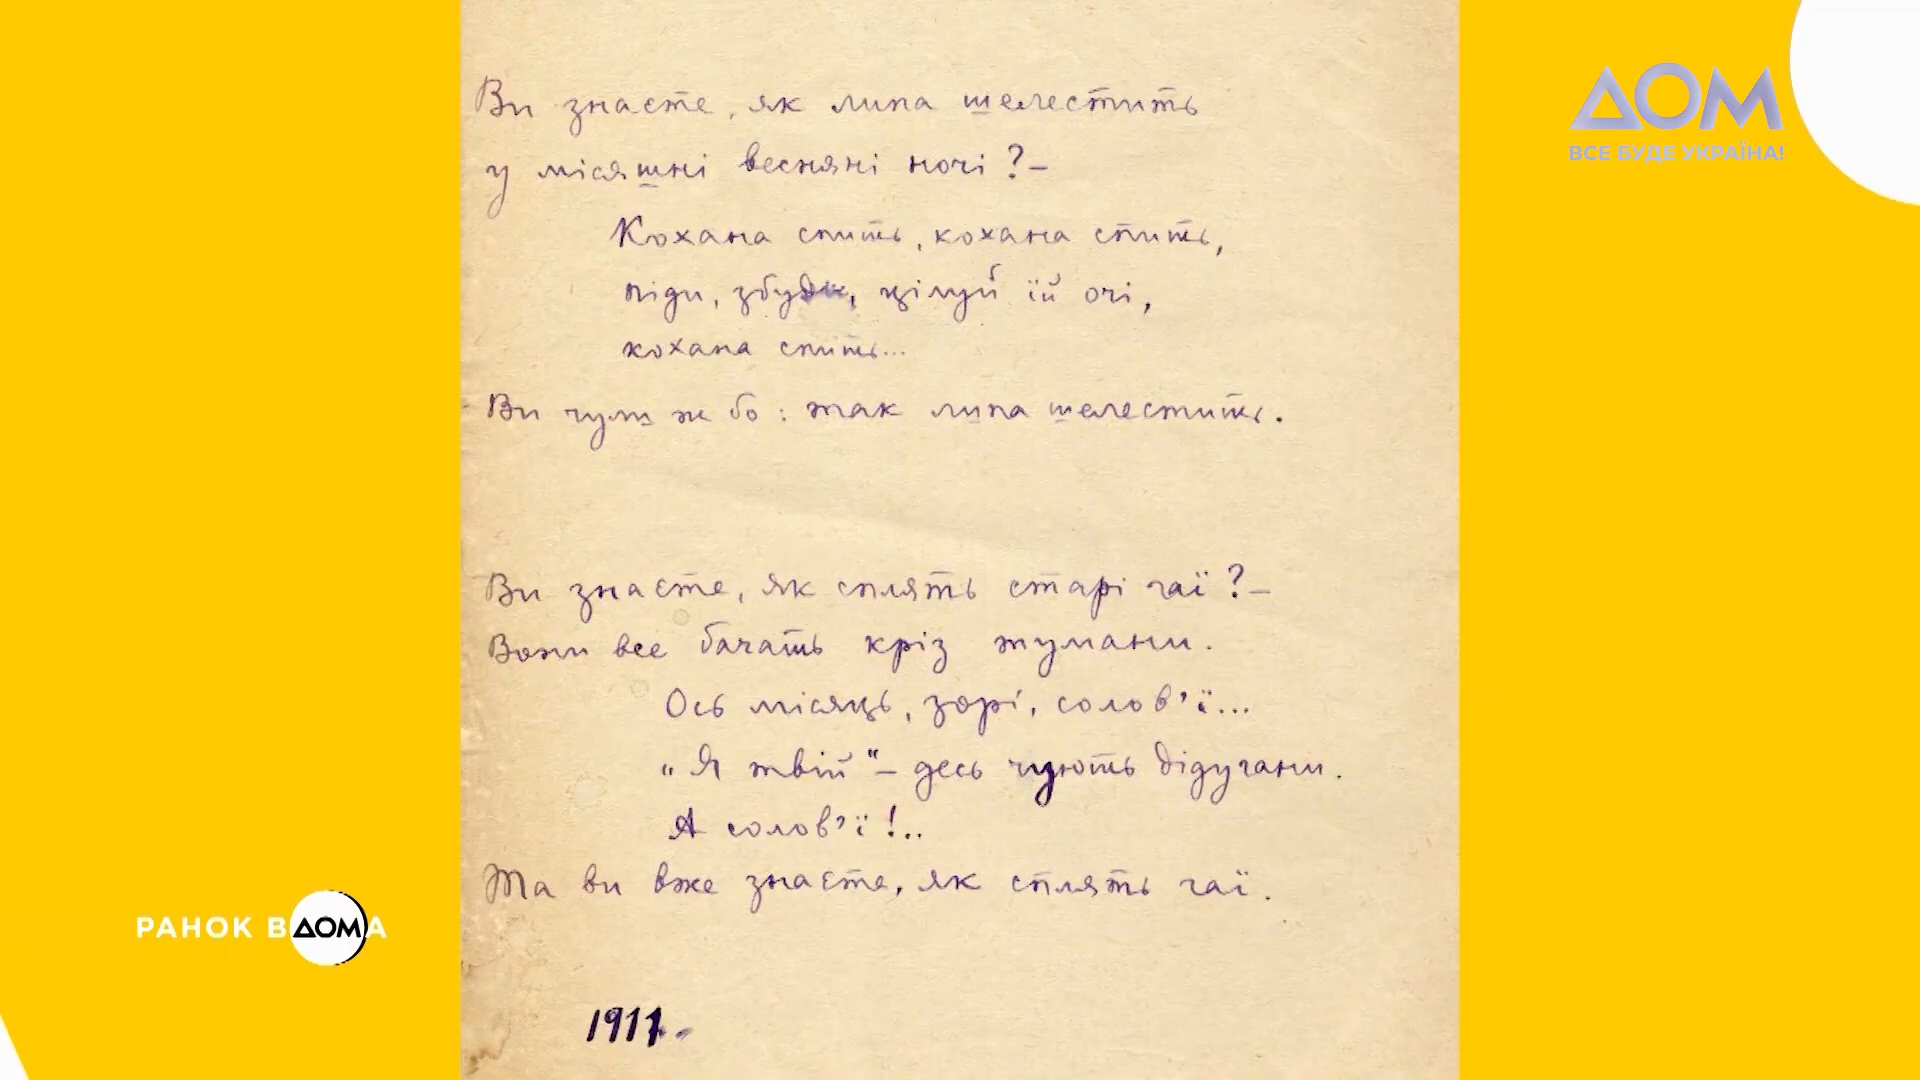 ДОМ
ВСЕ БУДЕ УКРАЇНА!
Ви знаєте, як липа шелестить
у місяшні весняні ночі? –
Кохана спить, кохана спить,
піди, збуди, цілуй їй очі,
кохана спить...
Ви чули ж бо: так липа шелестить.
Ви знаєте, як сплять старі гаї? –
Вони все бачать крізь тумани.
Ось місяць, зорі, солов'ї...
„Я твій" – десь чують дідугани.
А солов'ї!..
Та ви вже знаєте, як сплять гаї.
1911.
РАНОК ВДОМА